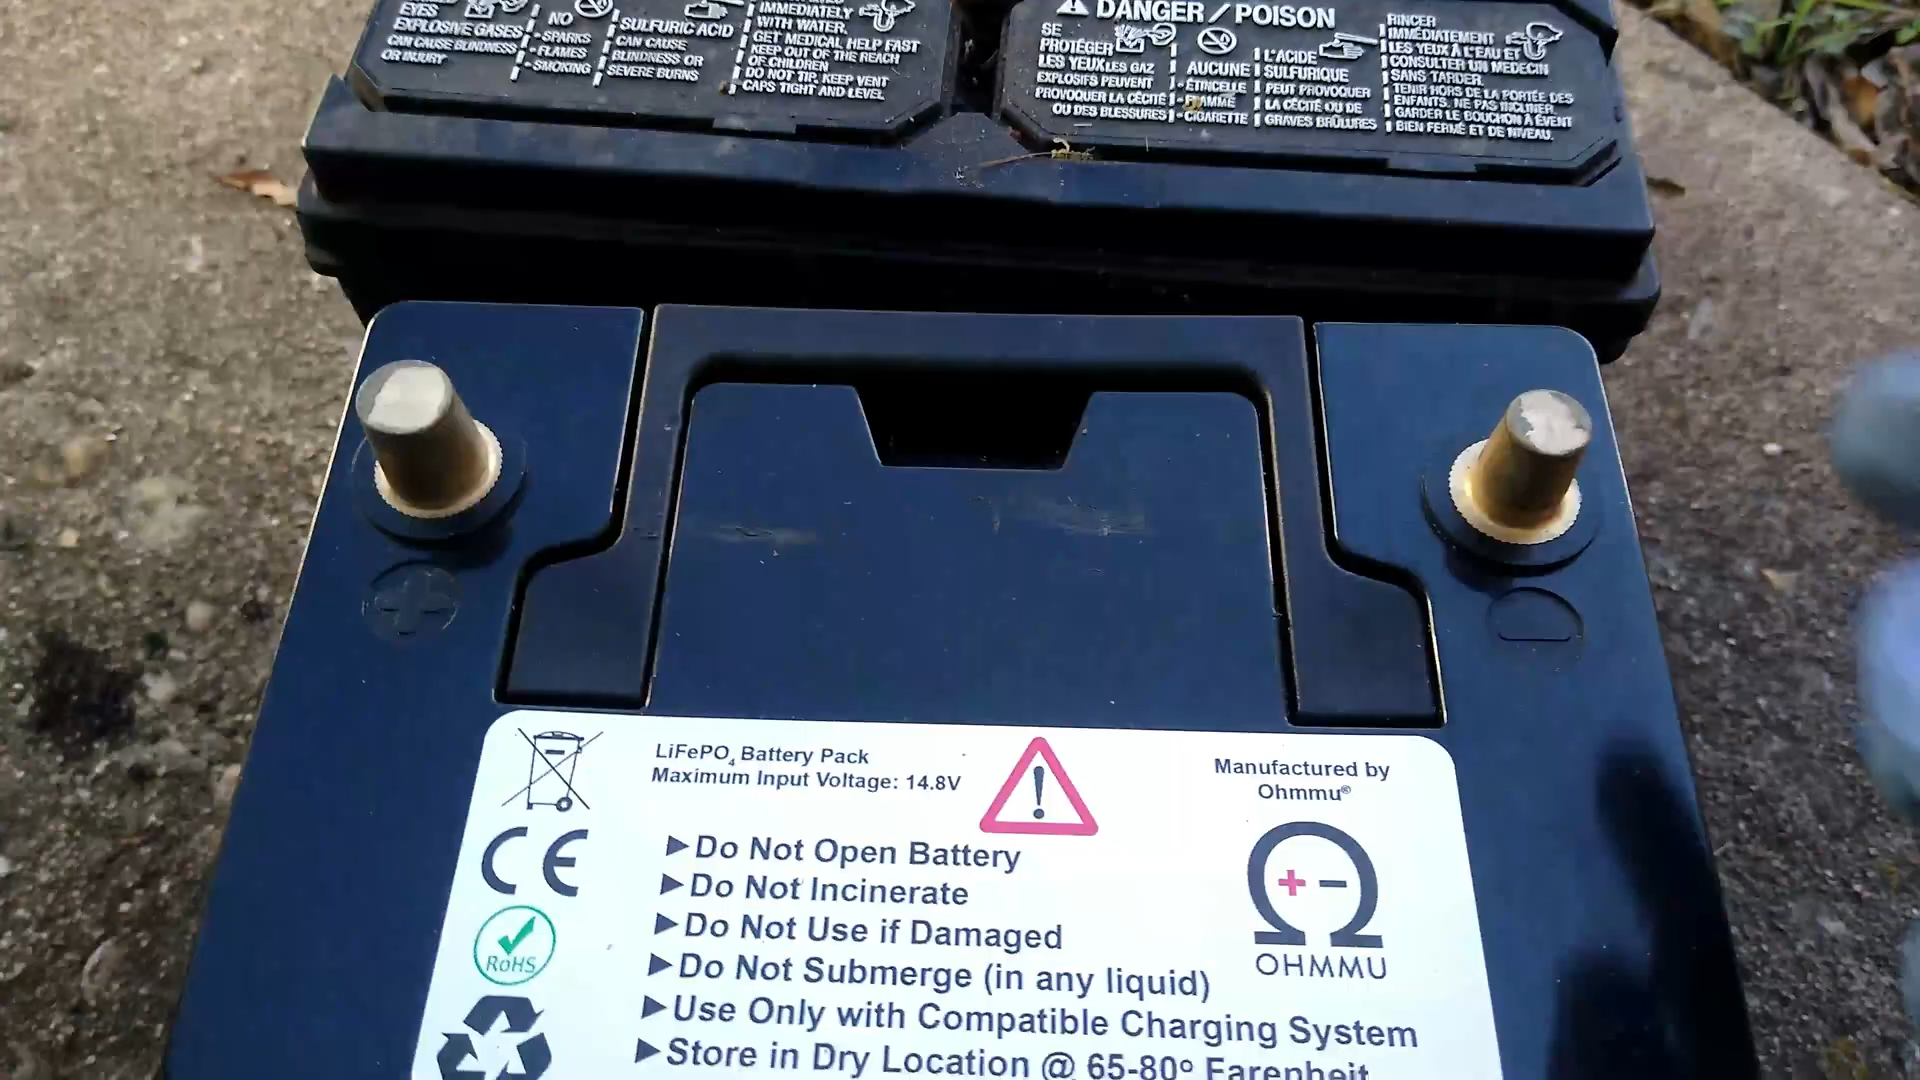 EYES
EXPLOSIVE GASES
CAN CAUSE BLINDNESS
OR INJURY
NO
-SPARKS
-FLAMES
-SMOKING
SULFURIC ACID
CAN CAUSE
BLINDNESS OR
SEVERE BURNS
IMMEDIATELY
WITH WATER.
GET MEDICAL HELP FAST
KEEP OUT OF THE REACH
OF CHILDREN
DO NOT TIP. KEEP VENT
CAPS TIGHT AND LEVEL
DANGER/POISON
SE
PROTÉGER
LES YEUX LES GAZ
EXPLOSIFS PEUVENT
PROVOQUER LA CÉCITÉ
OU DES BLESSURES
AUCUNE
-ÉTINCELLE
-FLAMME
-CIGARETTE
L'ACIDE
SULFURIQUE
PEUT PROVOQUER
LA CÉCITÉ OU DE
GRAVES BRÛLURES
RINCER
IMMÉDIATEMENT
LES YEUX À L'EAU ET
CONSULTER UN MÉDECIN
SANS TARDER.
TENIR HORS DE LA PORTÉE DES
ENFANTS. NE PAS INCLINER.
GARDER LE BOUCHON À ÉVENT
BIEN FERMÉ ET DE NIVEAU.
LiFePO4 Battery Pack
Maximum Input Voltage: 14.8V
Manufactured by
Ohmmu®
CE
RoHS
►Do Not Open Battery
►Do Not Incinerate
►Do Not Use if Damaged
►Do Not Submerge (in any liquid)
►Use Only with Compatible Charging System
►Store in Dry Location @ 65-80° Farenheit
OHMMU